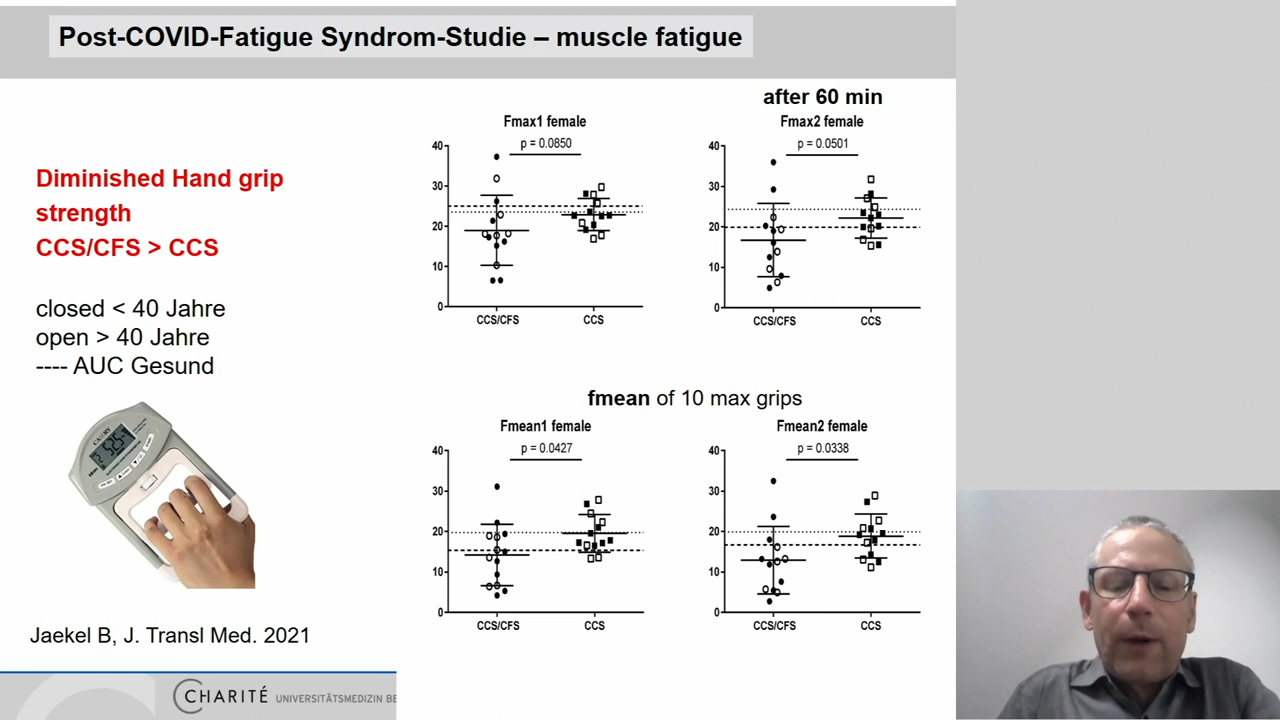 Post-COVID-Fatigue Syndrom-Studie – muscle fatigue
Diminished Hand grip
strength
CCS/CFS > CCS
closed < 40 Jahre
open > 40 Jahre
---- AUC Gesund
CAMRY
Jaekel B, J. Transl Med. 2021
CHARITÉ UNIVERSITÄTSMEDIZIN BE
Fmax1 female
p = 0.0850
40
30
20
10
0
CCS/CFS CCS
after 60 min
Fmax2 female
p = 0.0501
40
30
20
10
0
CCS/CFS CCS
fmean of 10 max grips
Fmean1 female
p = 0.0427
40
30
20
10
0
CCS/CFS CCS
Fmean2 female
p = 0.0338
40
30
20
10
0
CCS/CFS CCS